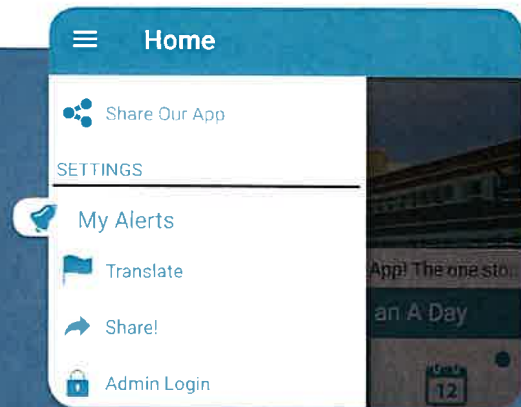 Home
Share Our App
SETTINGS
My Alerts
Translate
App! The one sto..
Share!
an A Day
Admin Login
12